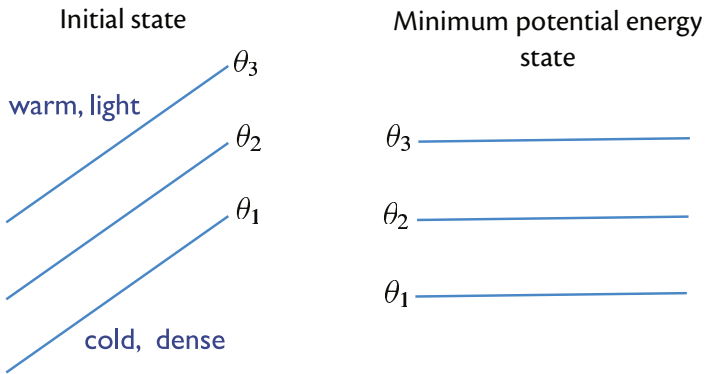 Initial state
θ3
warm, light
θ2
θ1
cold, dense
Minimum potential energy
state
θ3
θ2
θ1